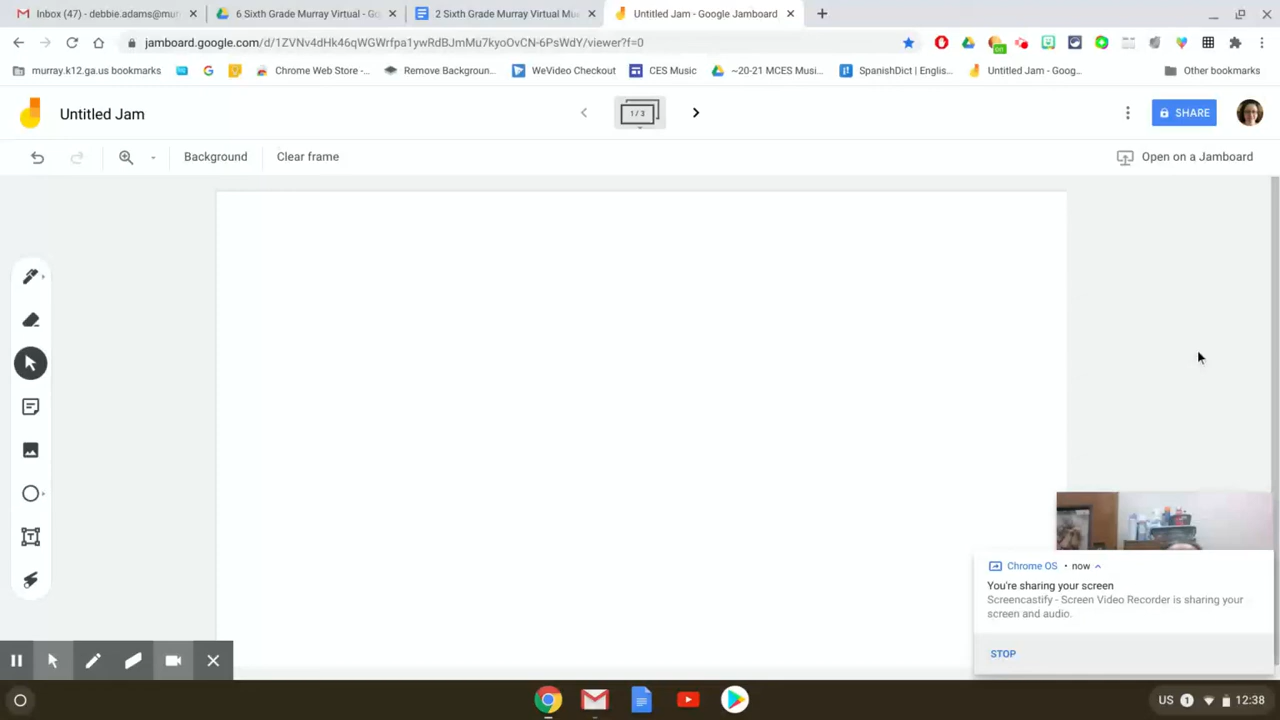 Inbox (47) - debbie.adams@mur
6 Sixth Grade Murray Virtual - Go
2 Sixth Grade Murray Virtual Mus
Untitled Jam - Google Jamboard
jamboard.google.com/d/1ZVNv4dHk46qWGWrfpa1ywRdBJmMu7kyoOvCN-6PsWdY/viewer?f=0
on
murray.k12.ga.us bookmarks
Chrome Web Store -...
Remove Backgroun...
WeVideo Checkout
CES Music
~20-21 MCES Musi...
SpanishDict | Englis...
Untitled Jam - Goog...
Other bookmarks
Untitled Jam
1 / 3
SHARE
Background
Clear frame
Open on a Jamboard
Chrome OS • now
You're sharing your screen
Screencastify - Screen Video Recorder is sharing your
screen and audio.
STOP
US 1 12:38